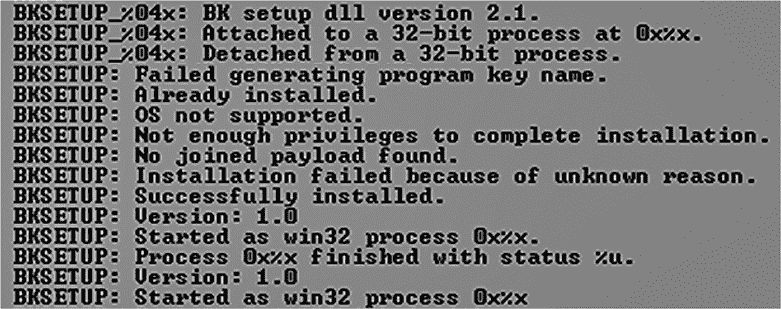 BKSETUP_%04x: BK setup dll version 2.1.
BKSETUP_%04x: Attached to a 32-bit process at 0x%x.
BKSETUP_%04x: Detached from a 32-bit process.
BKSETUP: Failed generating program key name.
BKSETUP: Already installed.
BKSETUP: OS not supported.
BKSETUP: Not enough privileges to complete installation.
BKSETUP: No joined payload found.
BKSETUP: Installation failed because of unknown reason.
BKSETUP: Successfully installed.
BKSETUP: Version: 1.0
BKSETUP: Started as win32 process 0x%x.
BKSETUP: Process 0x%x finished with status %u.
BKSETUP: Version: 1.0
BKSETUP: Started as win32 process 0x%x